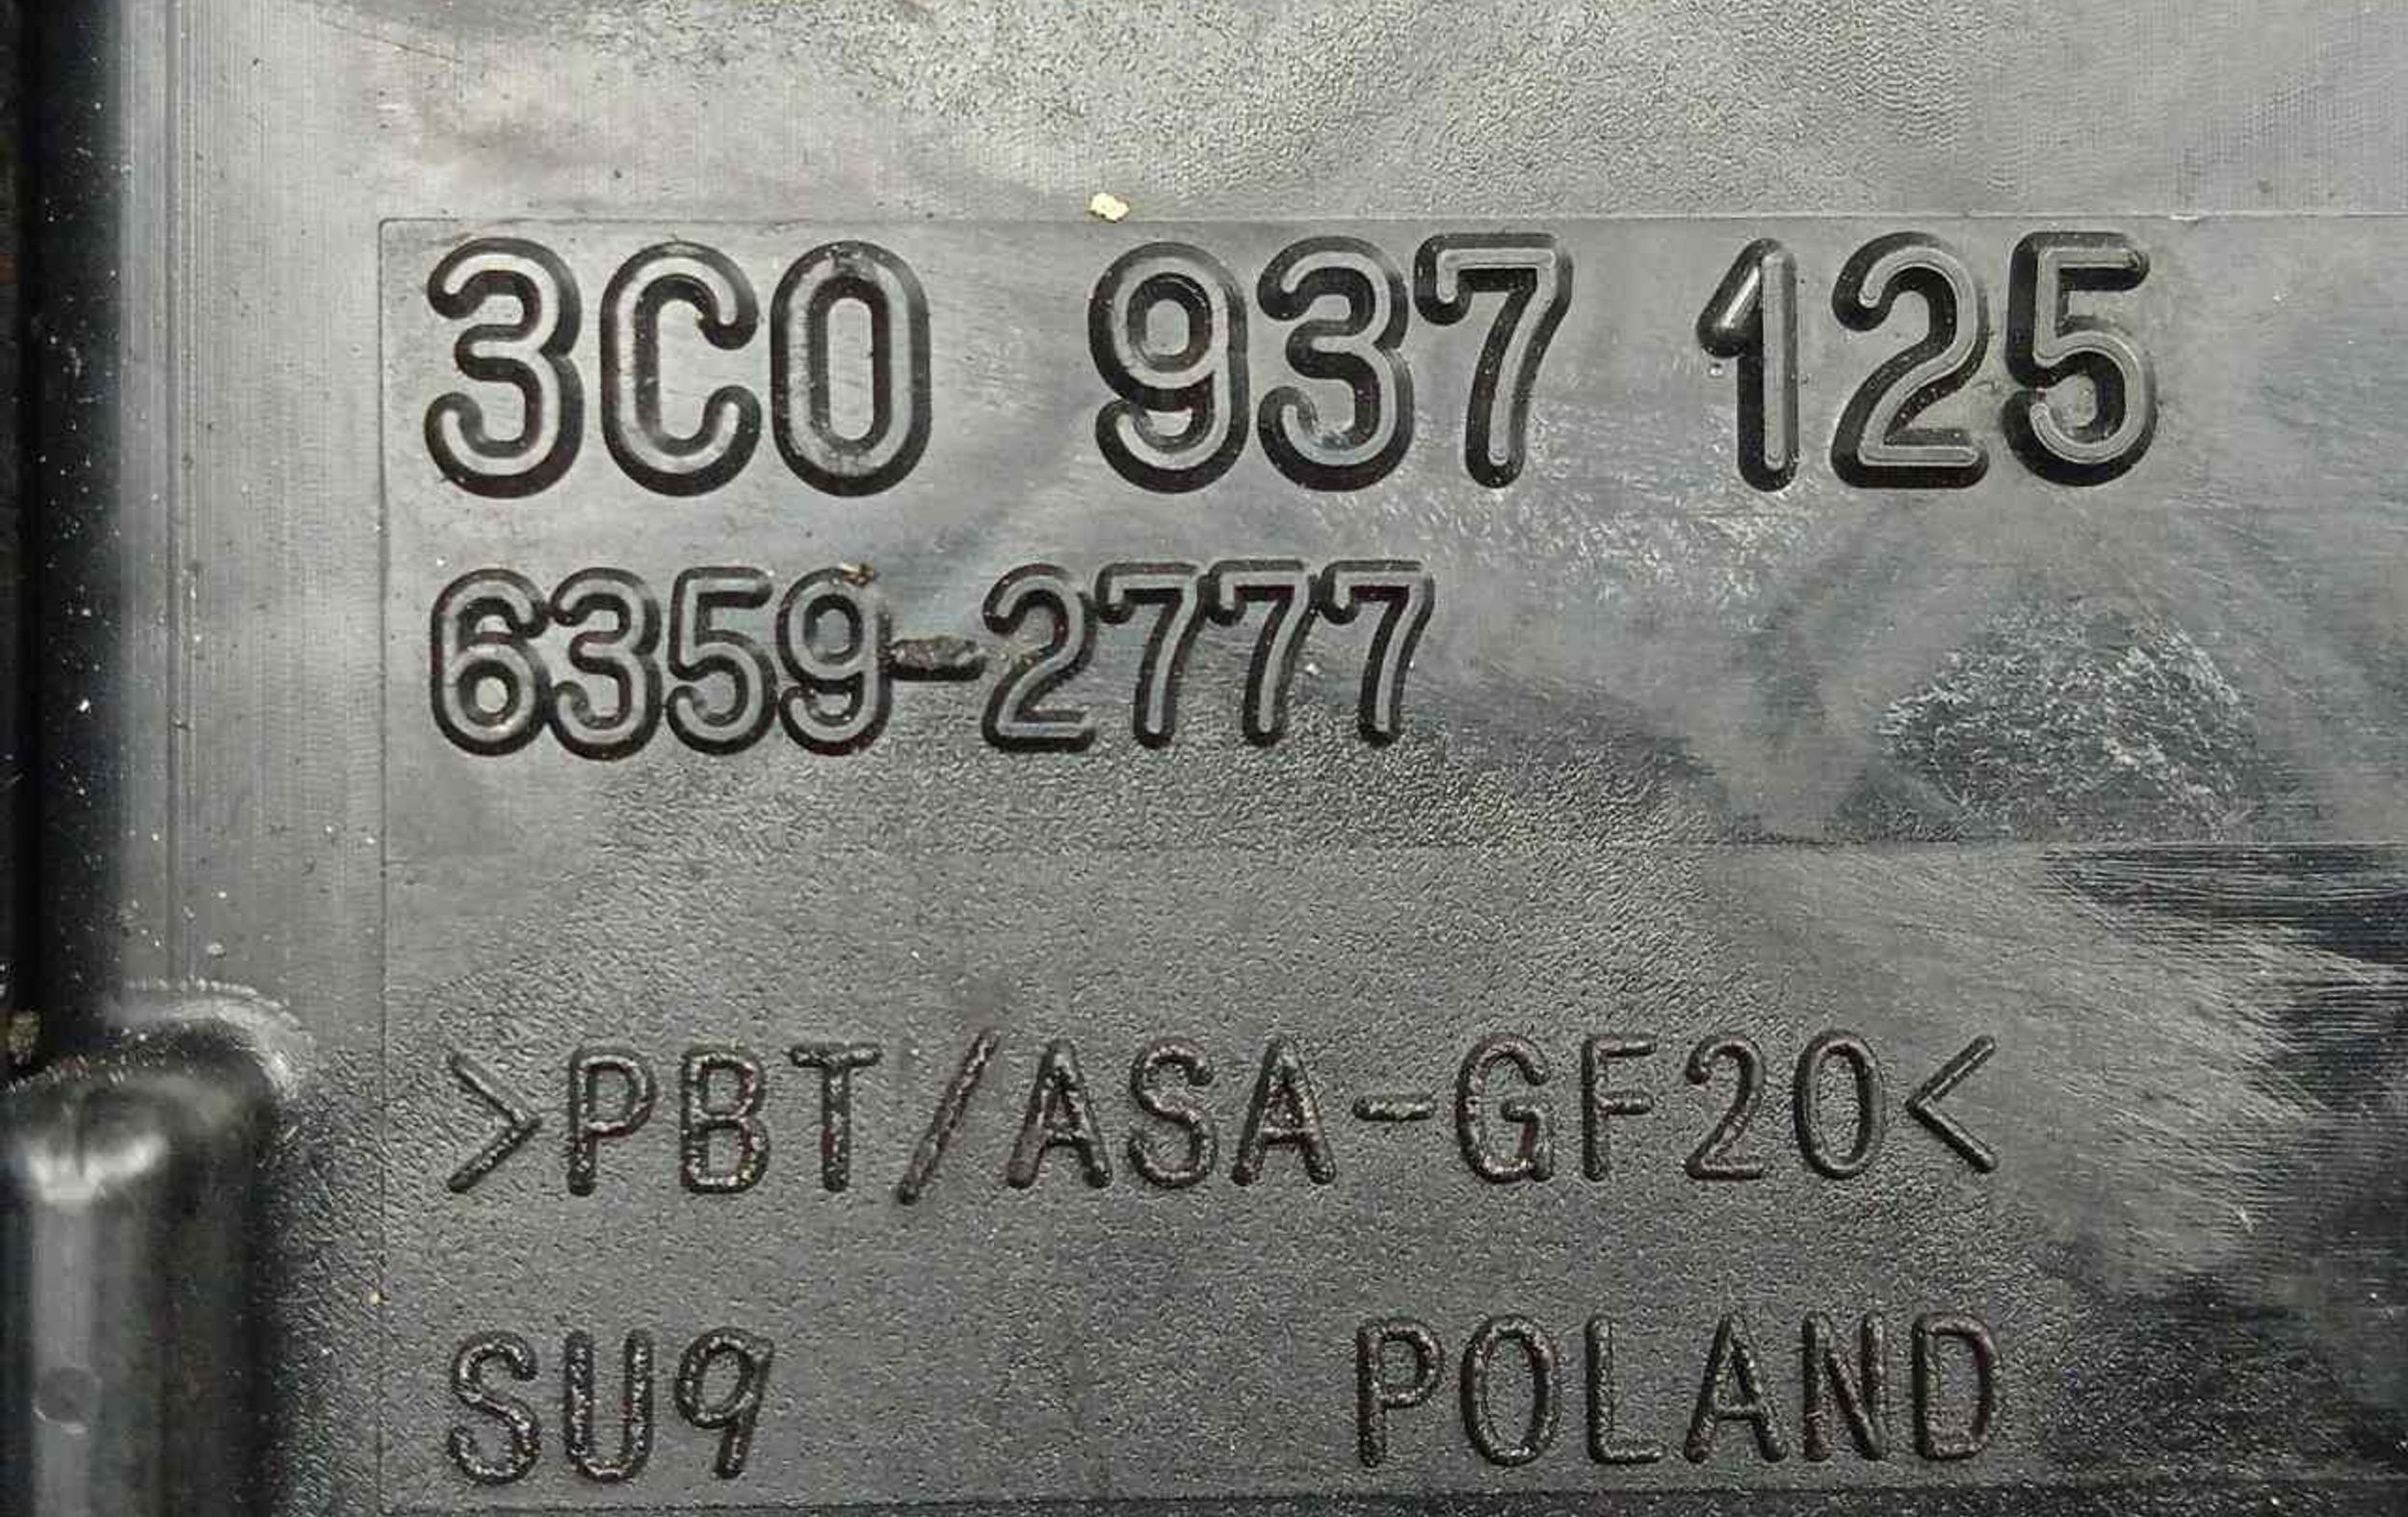 3C0 937 125
6359-2777
>PBT/ASA-GF20<
SU9 POLAND